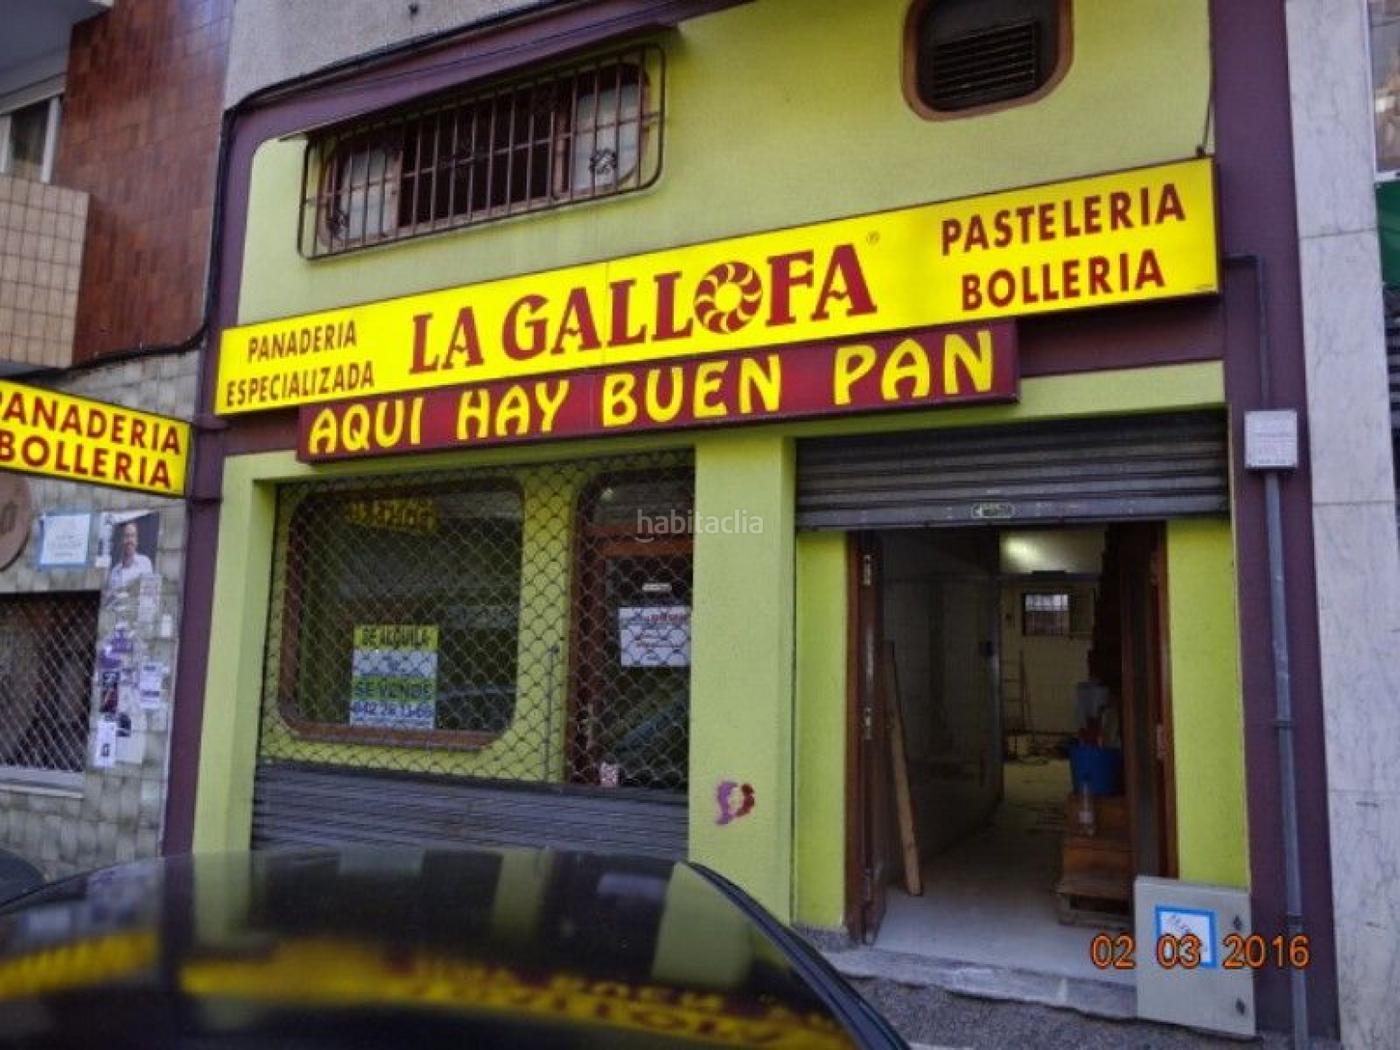 PANADERIA
ESPECIALIZADA
LA GALLOFA®
PASTELERIA
BOLLERIA
AQUI HAY BUEN PAN
PANADERIA
BOLLERIA
habitaclia
SE ALQUILA
SE VENDE
02 03 2016